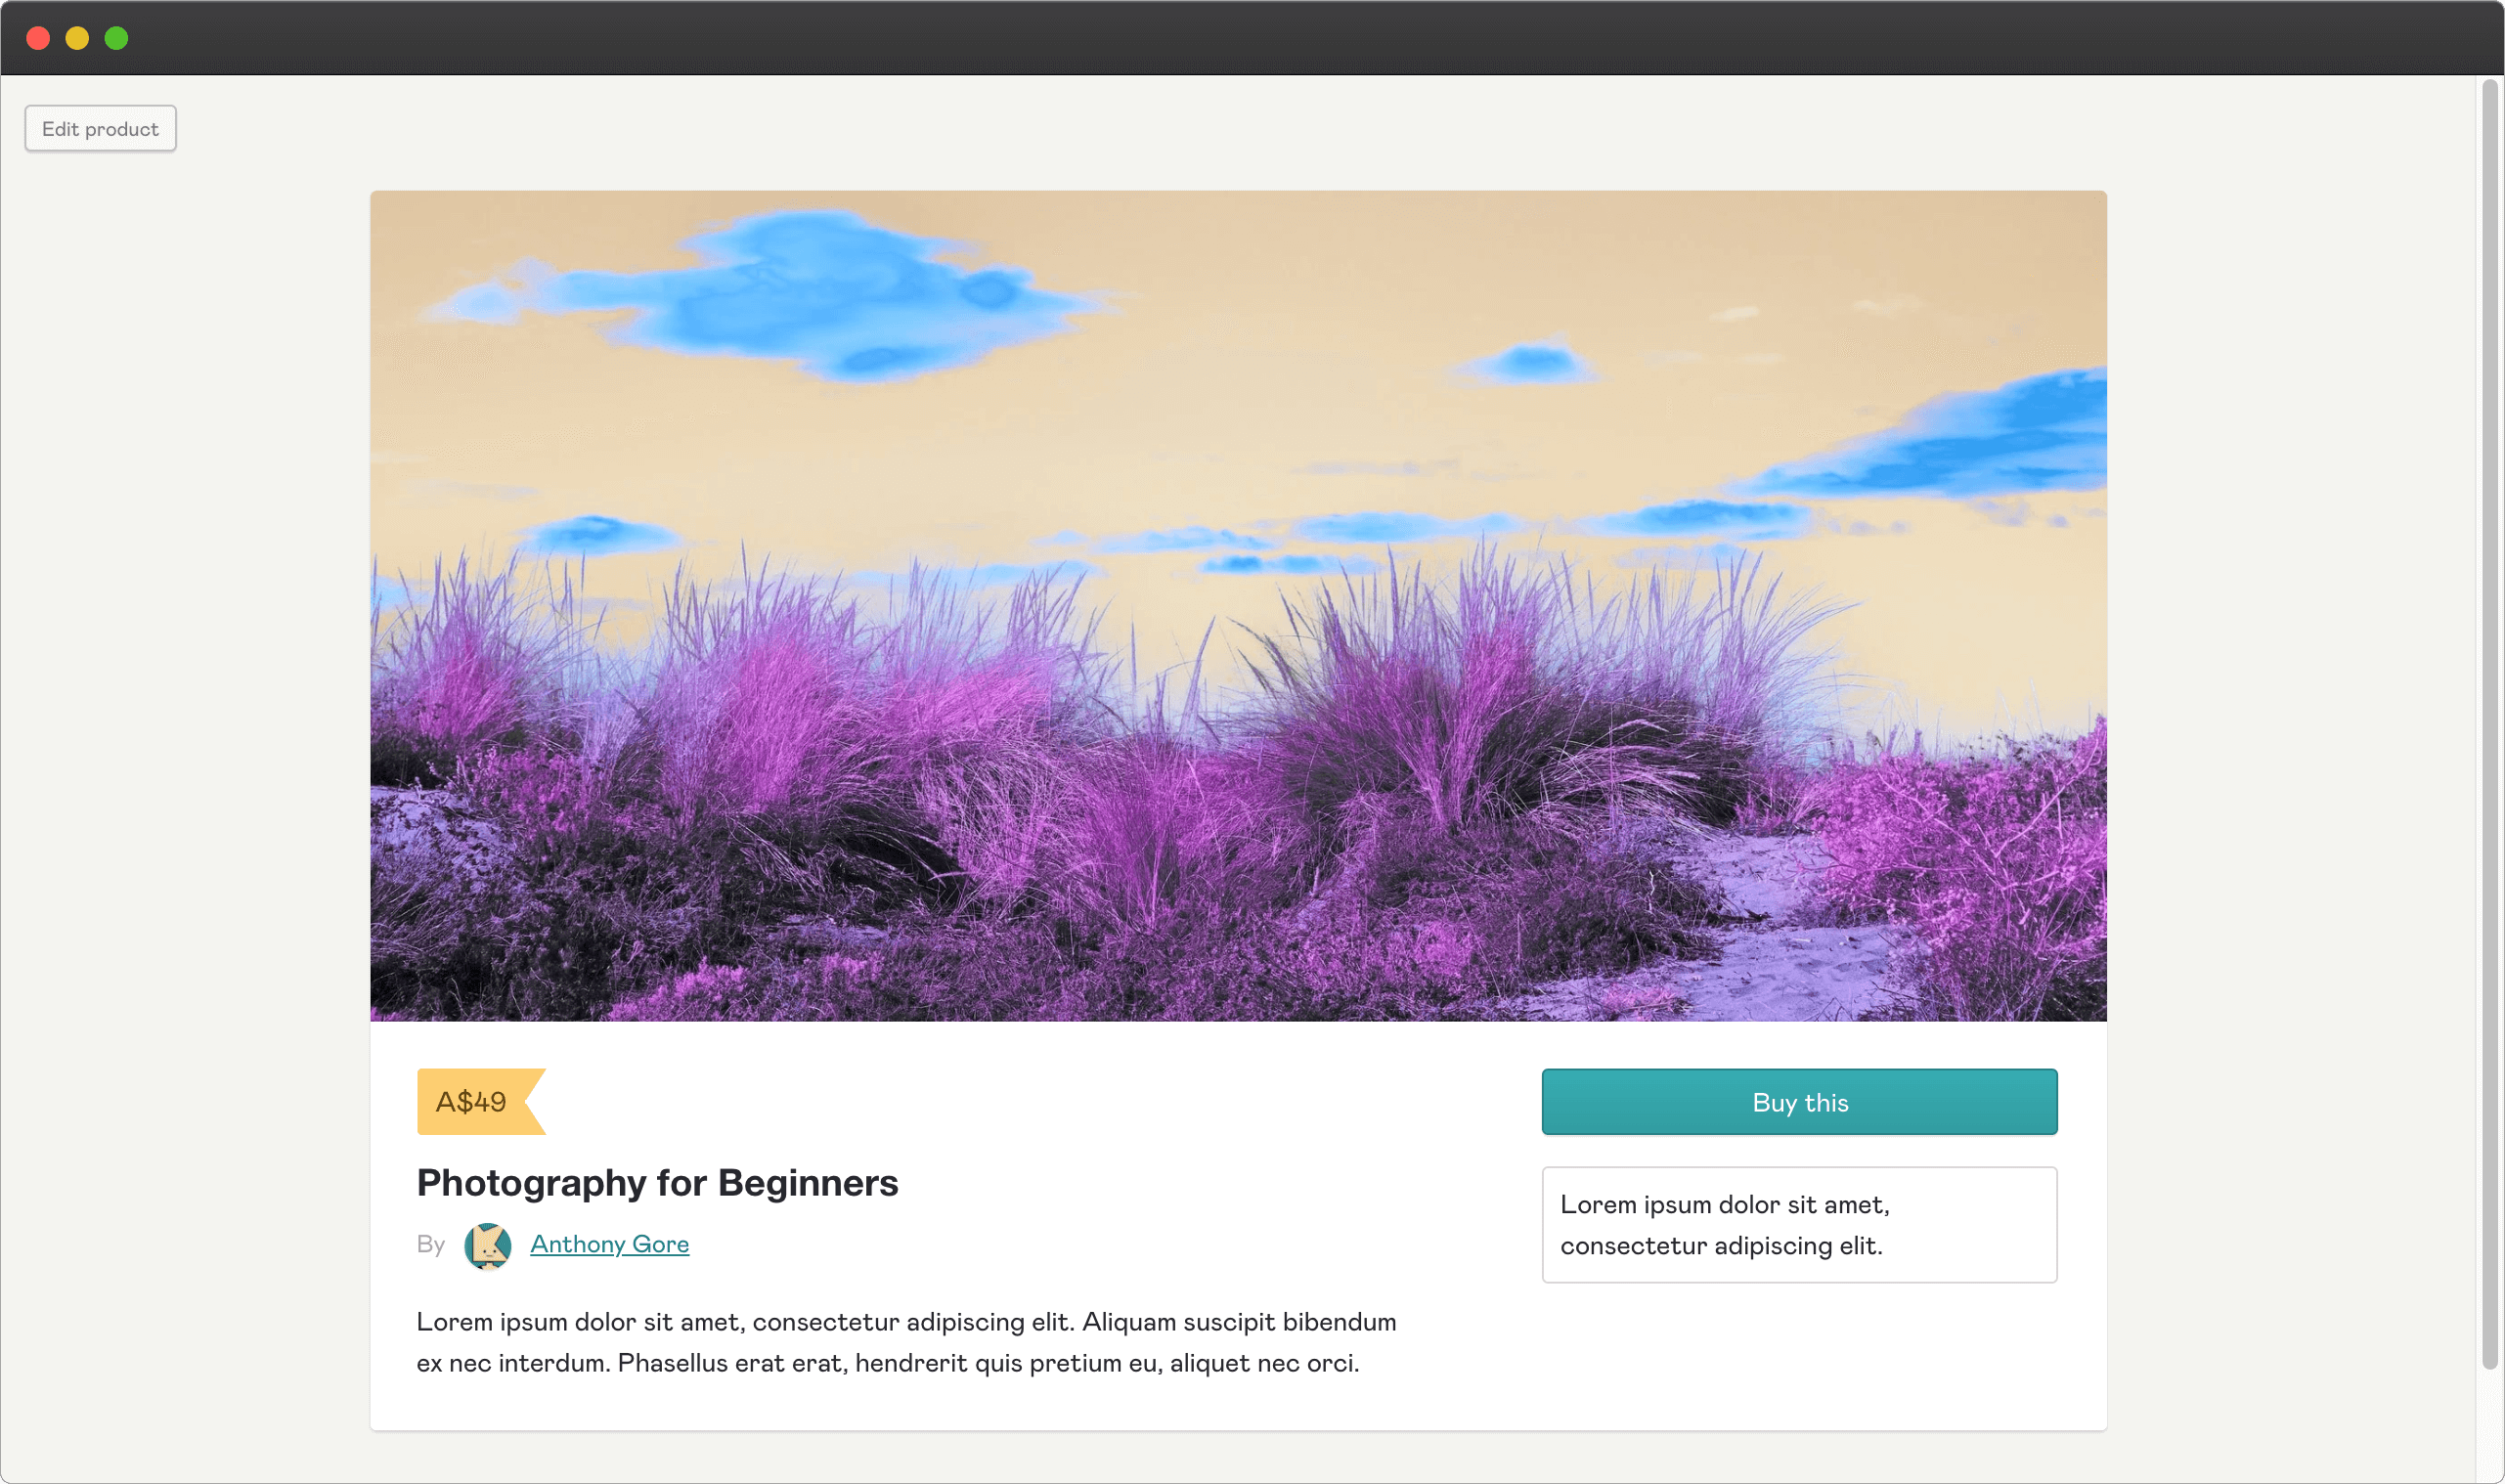 Edit product
A$49
Buy this
Photography for Beginners
By Anthony Gore
Lorem ipsum dolor sit amet,
consectetur adipiscing elit.
Lorem ipsum dolor sit amet, consectetur adipiscing elit. Aliquam suscipit bibendum
ex nec interdum. Phasellus erat erat, hendrerit quis pretium eu, aliquet nec orci.